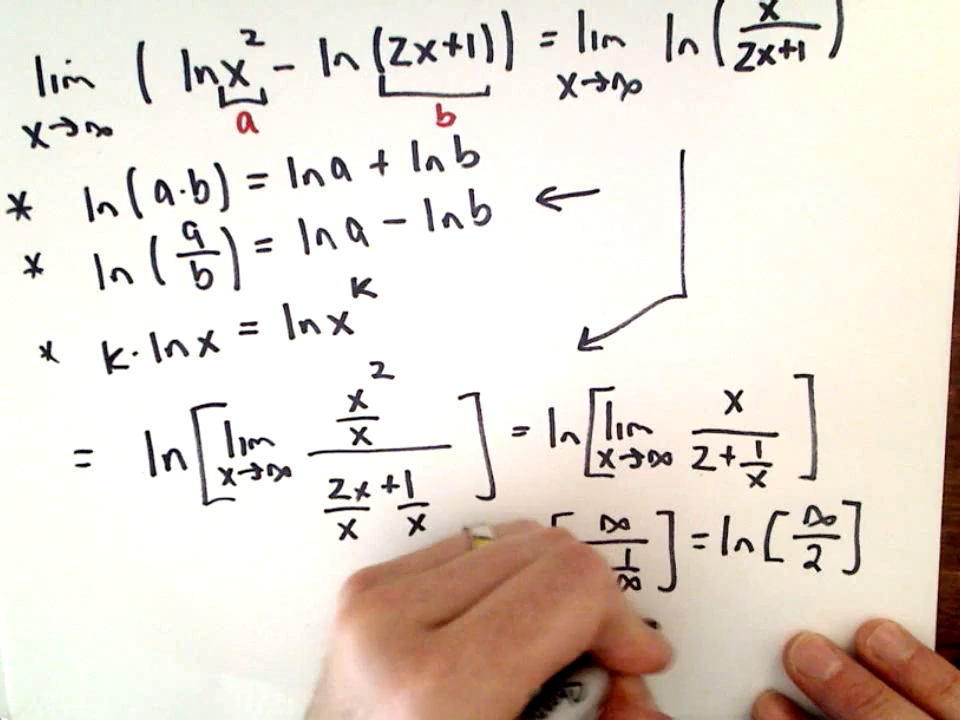 lim x→∞ ( ln x² − ln (2x+1) ) = lim x→∞ ln ( x / 2x+1 )
a b
* ln (a·b) = ln a + ln b ←
* ln ( a/b ) = ln a − ln b
* k · ln x = ln x^k
= ln [ lim x→∞ (x²/x) / (2x/x + 1/x) ] = ln [ lim x→∞ x / (2 + 1/x) ]
[ ∞ / 1/∞ ] = ln [ ∞/2 ]